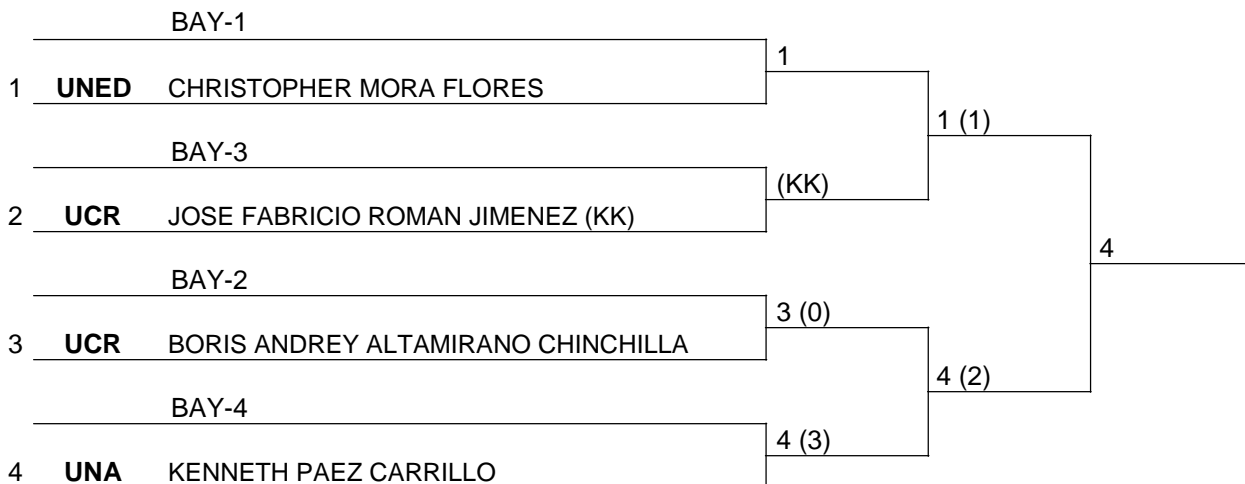 BAY-1
1
1 UNED CHRISTOPHER MORA FLORES
1 (1)
BAY-3
(KK)
2 UCR JOSE FABRICIO ROMAN JIMENEZ (KK)
4
BAY-2
3 (0)
3 UCR BORIS ANDREY ALTAMIRANO CHINCHILLA
4 (2)
BAY-4
4 (3)
4 UNA KENNETH PAEZ CARRILLO